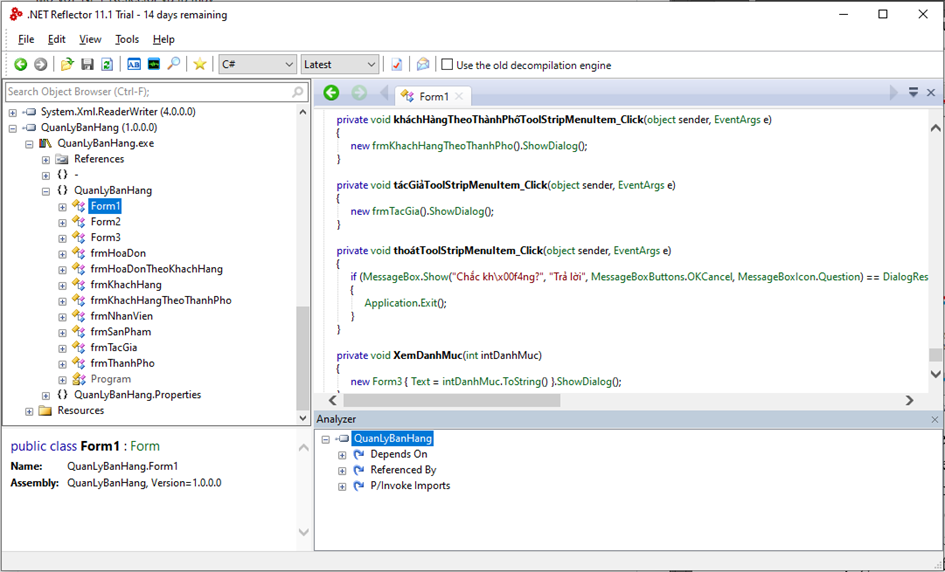 .NET Reflector 11.1 Trial - 14 days remaining
File Edit View Tools Help
C# Latest Use the old decompilation engine
Search Object Browser (Ctrl-F);
System.Xml.ReaderWriter (4.0.0.0)
QuanLyBanHang (1.0.0.0)
QuanLyBanHang.exe
References
{} -
{} QuanLyBanHang
Form1
Form2
Form3
frmHoaDon
frmHoaDonTheoKhachHang
frmKhachHang
frmKhachHangTheoThanhPho
frmNhanVien
frmSanPham
frmTacGia
frmThanhPho
Program
{} QuanLyBanHang.Properties
Resources
public class Form1 : Form
Name: QuanLyBanHang.Form1
Assembly: QuanLyBanHang, Version=1.0.0.0
Form1
private void kháchHàngTheoThànhPhốToolStripMenuItem_Click(object sender, EventArgs e)
{
new frmKhachHangTheoThanhPho().ShowDialog();
}
private void tácGiảToolStripMenuItem_Click(object sender, EventArgs e)
{
new frmTacGia().ShowDialog();
}
private void thoátToolStripMenuItem_Click(object sender, EventArgs e)
{
if (MessageBox.Show("Chắc kh\x00f4ng?", "Trả lời", MessageBoxButtons.OKCancel, MessageBoxIcon.Question) == DialogRes
{
Application.Exit();
}
}
private void XemDanhMuc(int intDanhMuc)
{
new Form3 { Text = intDanhMuc.ToString() }.ShowDialog();
Analyzer
QuanLyBanHang
Depends On
Referenced By
P/Invoke Imports